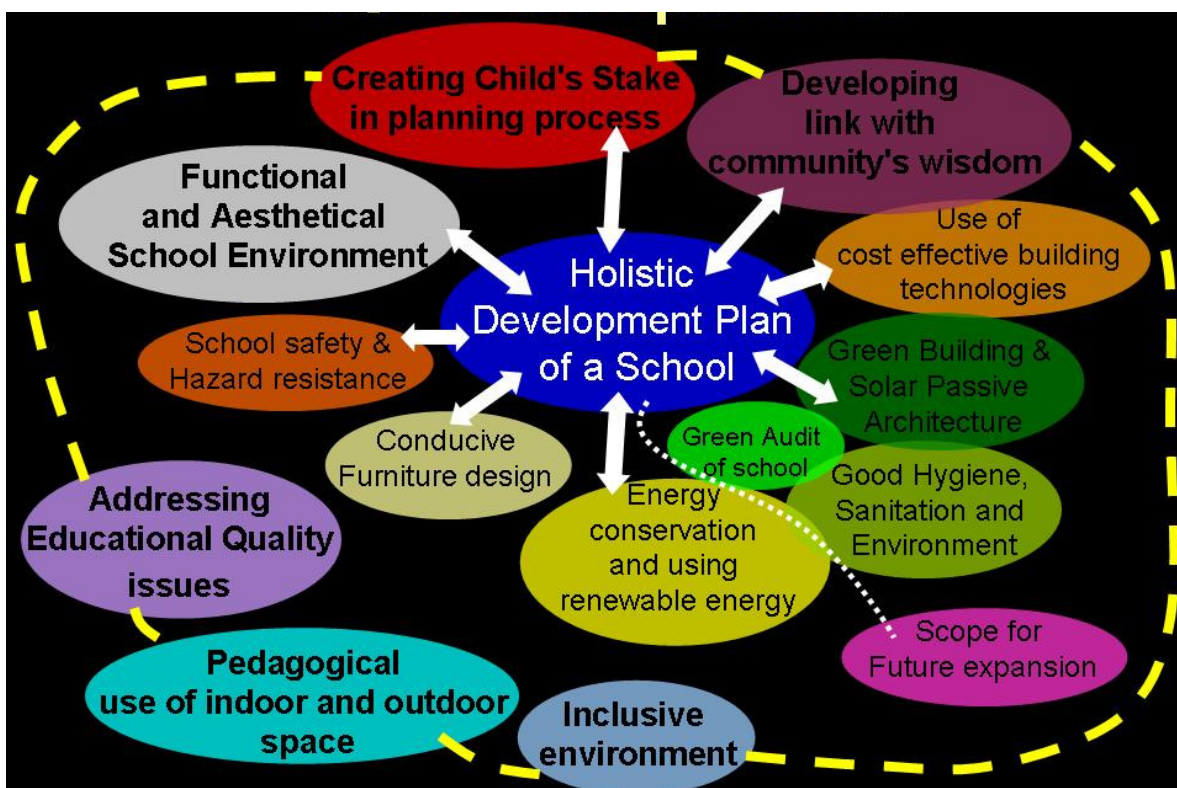 Creating Child's Stake
in planning process
Developing
link with
community's wisdom
Functional
and Aesthetical
School Environment
Use of
cost effective building
technologies
Holistic
Development Plan
of a School
School safety &
Hazard resistance
Green Building &
Solar Passive
Architecture
Conducive
Furniture design
Green Audit
of school
Good Hygiene,
Sanitation and
Environment
Energy
conservation
and using
renewable energy
Addressing
Educational Quality
issues
Scope for
Future expansion
Pedagogical
use of indoor and outdoor
space
Inclusive
environment